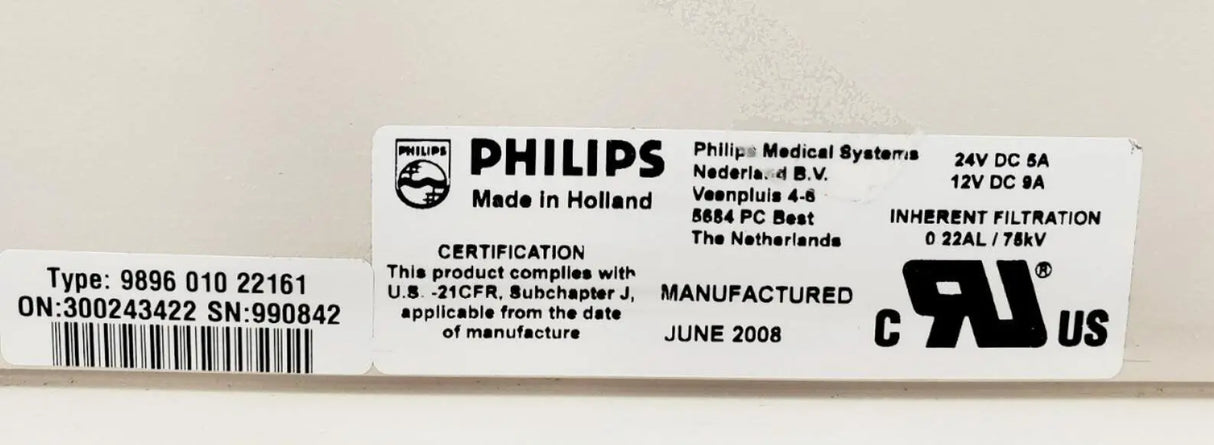 Type: 9896 010 22161
ON:300243422 SN:990842
PHILIPS
PHILIPS
Made in Holland
CERTIFICATION
This product complies with
U.S. -21CFR, Subchapter J,
applicable from the date
of manufacture
Philips Medical Systems
Nederland B.V.
Veenpluis 4-6
5684 PC Best
The Netherlands
MANUFACTURED
JUNE 2008
24V DC 5A
12V DC 9A
INHERENT FILTRATION
0 22AL / 75kV
C RU ® US